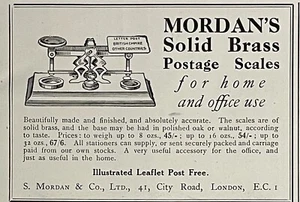 MORDAN'S
Solid Brass
Postage Scales
for home
and office use
LETTER POST
BRITISH EMPIRE
OTHER COUNTRIES
Beautifully made and finished, and absolutely accurate. The scales are of
solid brass, and the base may be had in polished oak or walnut, according
to taste. Prices: to weigh up to 8 ozs., 45/- ; up to 16 ozs., 54/- ; up to
32 ozs., 67/6. All stationers can supply, or sent securely packed and carriage
paid from our own stocks. A very useful accessory for the office, and
just as useful in the home.
Illustrated Leaflet Post Free.
S. MORDAN & CO., LTD., 41, CITY ROAD, LONDON, E.C. 1